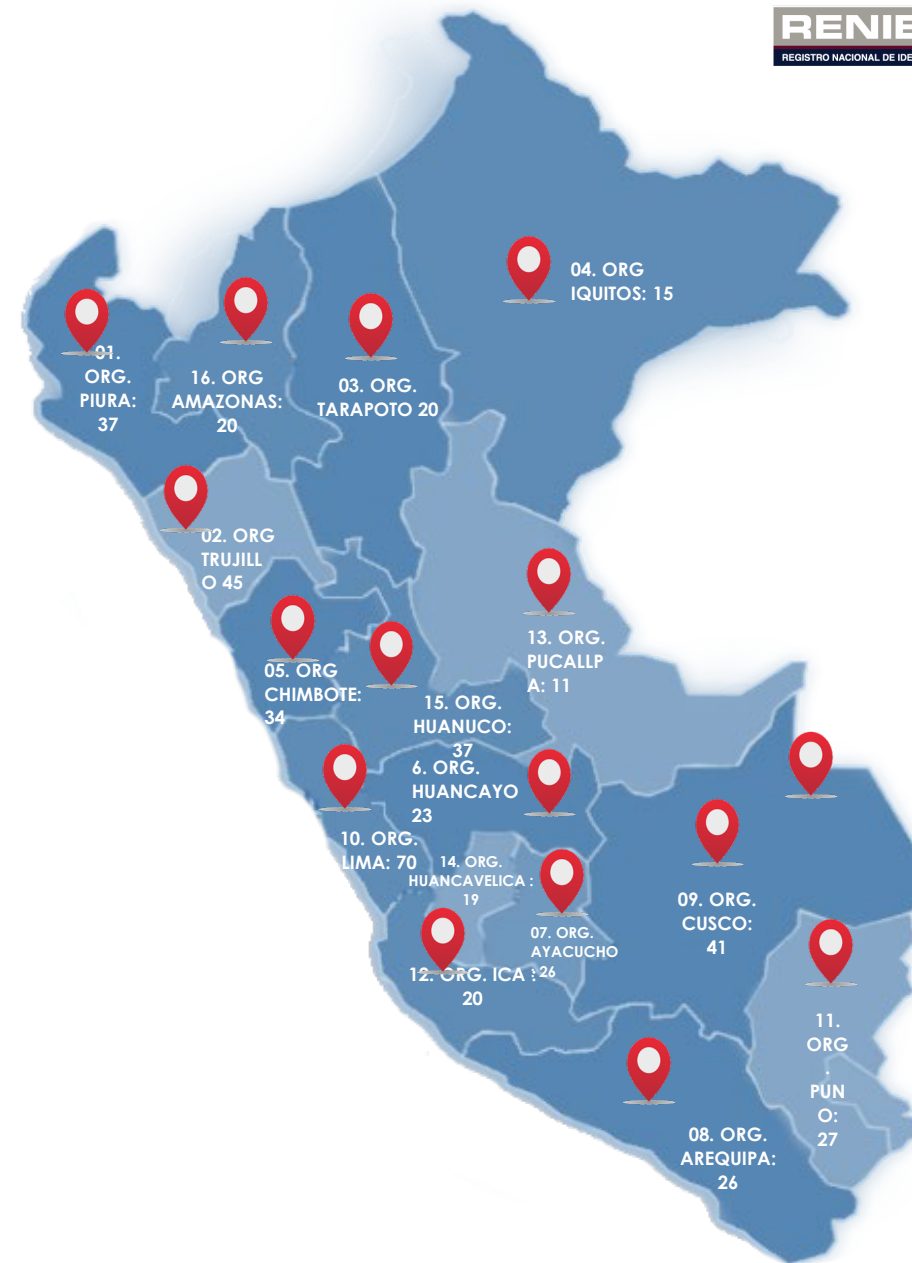 RENIE
REGISTRO NACIONAL DE IDE
04. ORG
IQUITOS: 15
01.
ORG.
PIURA:
37
16. ORG
AMAZONAS:
20
03. ORG.
TARAPOTO 20
02. ORG
TRUJILL
O 45
13. ORG.
PUCALLP
A: 11
05. ORG
CHIMBOTE:
34
15. ORG.
HUANUCO:
37
6. ORG.
HUANCAYO
23
10. ORG.
LIMA: 70
14. ORG.
HUANCAVELICA :
19
09. ORG.
CUSCO:
41
07. ORG.
AYACUCHO
: 26
12. ORG. ICA :
20
11.
ORG
.
PUN
O:
27
08. ORG.
AREQUIPA:
26